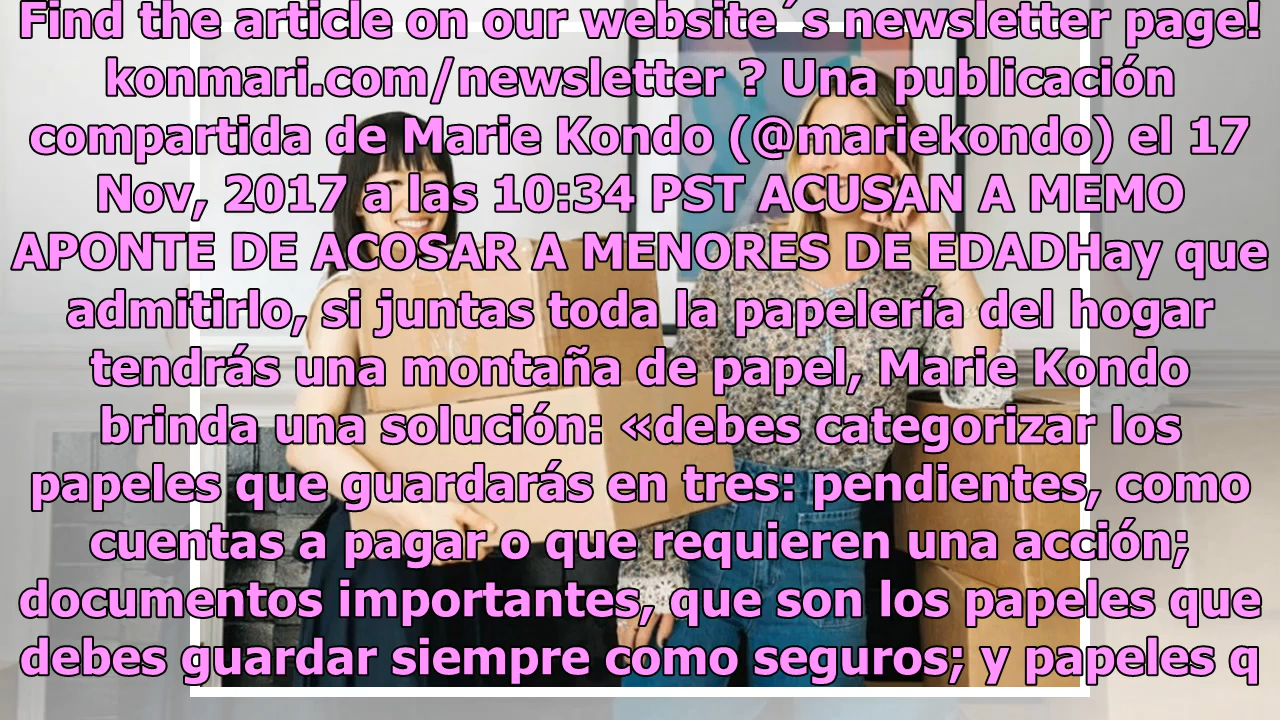 Find the article on our website´s newsletter page!
konmari.com/newsletter ? Una publicación
compartida de Marie Kondo (@mariekondo) el 17
Nov, 2017 a las 10:34 PST ACUSAN A MEMO
APONTE DE ACOSAR A MENORES DE EDADHay que
admitirlo, si juntas toda la papelería del hogar
tendrás una montaña de papel, Marie Kondo
brinda una solución: «debes categorizar los
papeles que guardarás en tres: pendientes, como
cuentas a pagar o que requieren una acción;
documentos importantes, que son los papeles que
debes guardar siempre como seguros; y papeles q